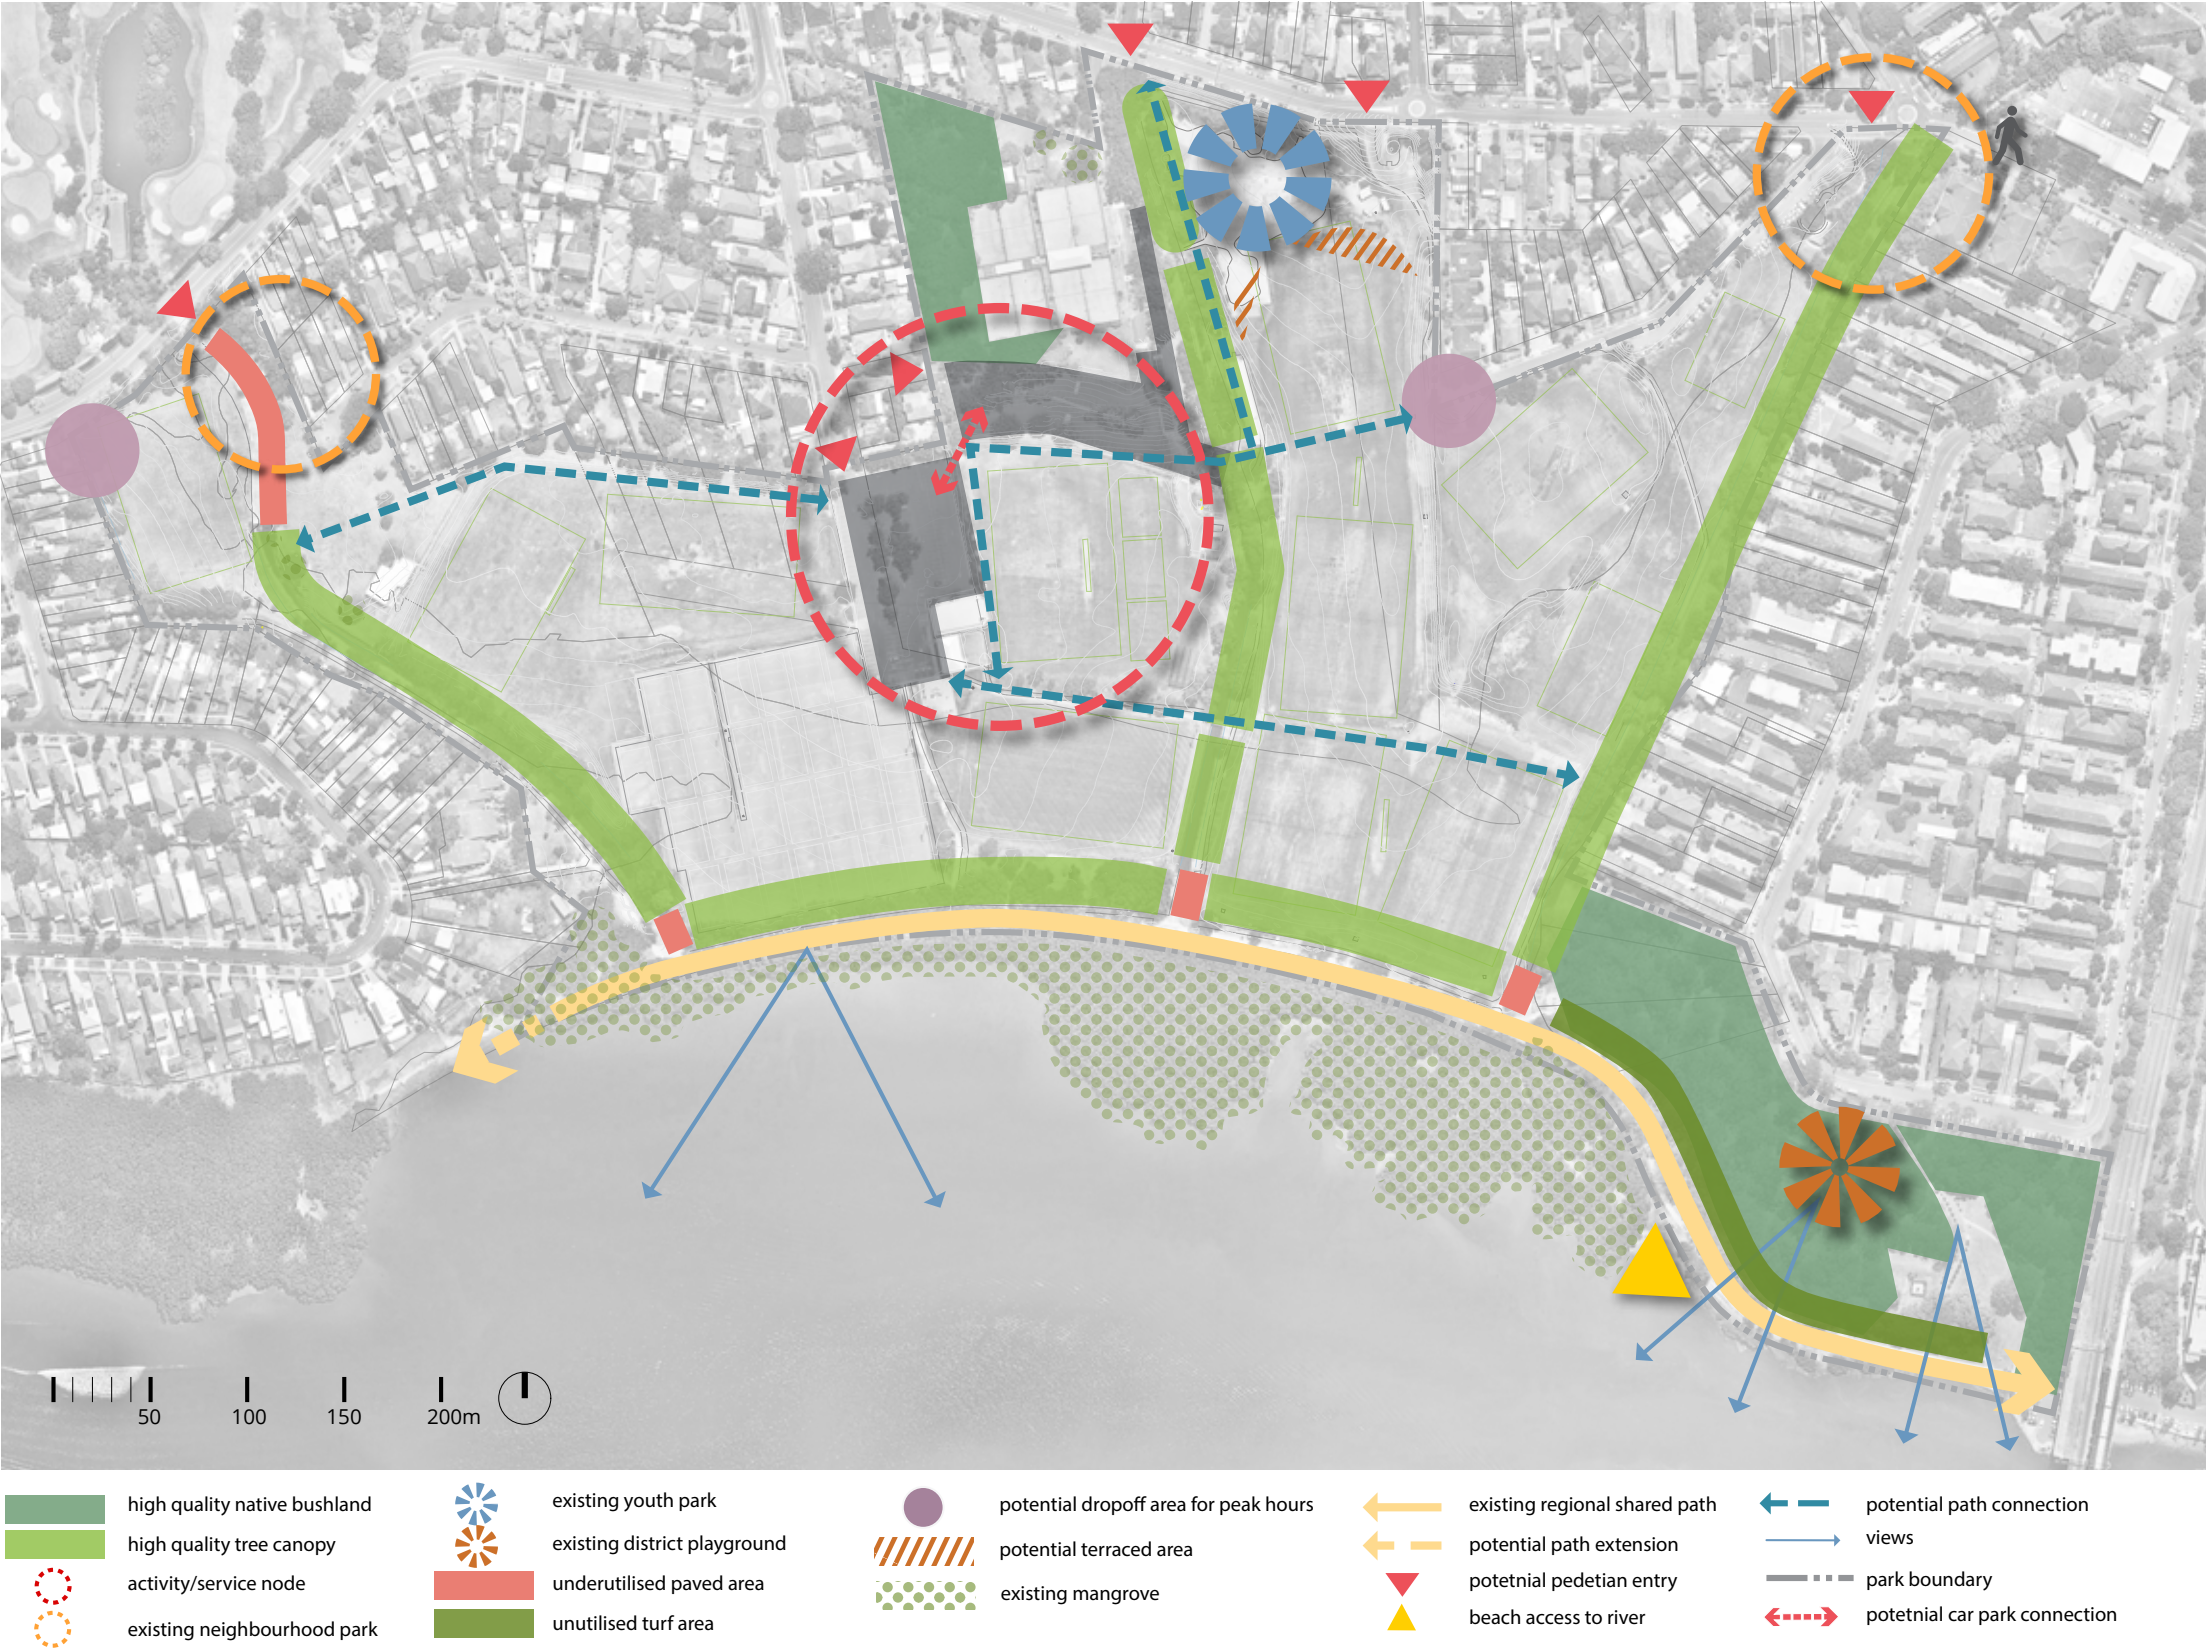 50 100 150 200m
high quality native bushland
high quality tree canopy
activity/service node
existing neighbourhood park
existing youth park
existing district playground
underutilised paved area
unutilised turf area
potential dropoff area for peak hours
potential terraced area
existing mangrove
existing regional shared path
potential path extension
potetnial pedetian entry
beach access to river
potential path connection
views
park boundary
potetnial car park connection